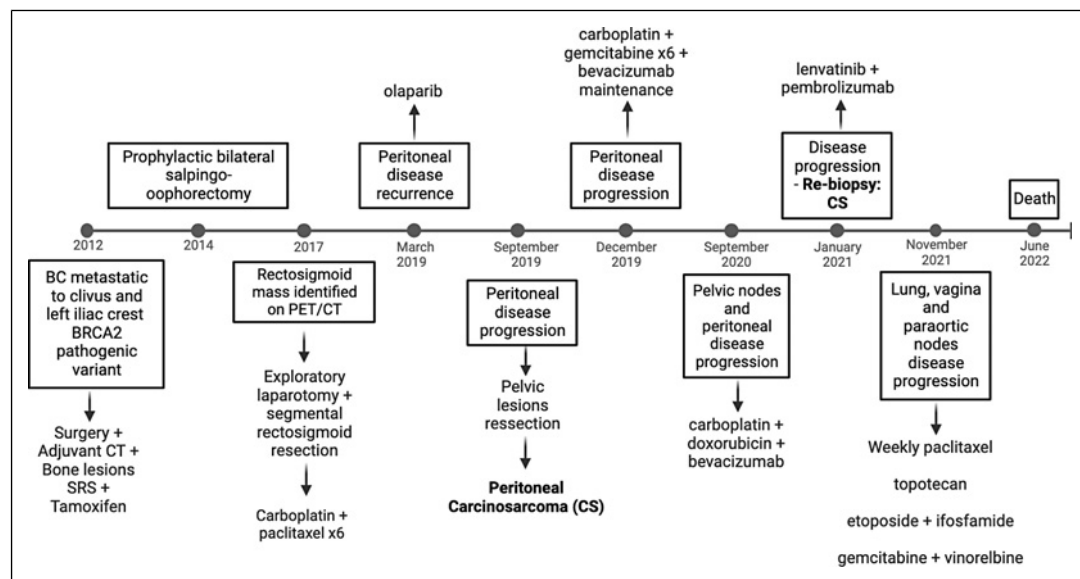 carboplatin +
gemcitabine x6 +
bevacizumab
maintenance
lenvatinib +
pembrolizumab
olaparib
Prophylactic bilateral
salpingo-
oophorectomy
Peritoneal
disease
recurrence
Peritoneal
disease
progression
Disease
progression
- Re-biopsy:
CS
Death
2012
2014
2017
March
2019
September
2019
December
2019
September
2020
January
2021
November
2021
June
2022
BC metastatic
to clivus and
left iliac crest
BRCA2
pathogenic
variant
Surgery +
Adjuvant CT +
Bone lesions
SRS +
Tamoxifen
Rectosigmoid
mass identified
on PET/CT
Exploratory
laparotomy +
segmental
rectosigmoid
resection
Carboplatin +
paclitaxel x6
Peritoneal
disease
progression
Pelvic
lesions
ressection
Peritoneal
Carcinosarcoma (CS)
Pelvic nodes
and
peritoneal
disease
progression
carboplatin +
doxorubicin +
bevacizumab
Lung, vagina
and
paraortic
nodes
disease
progression
Weekly paclitaxel
topotecan
etoposide + ifosfamide
gemcitabine + vinorelbine